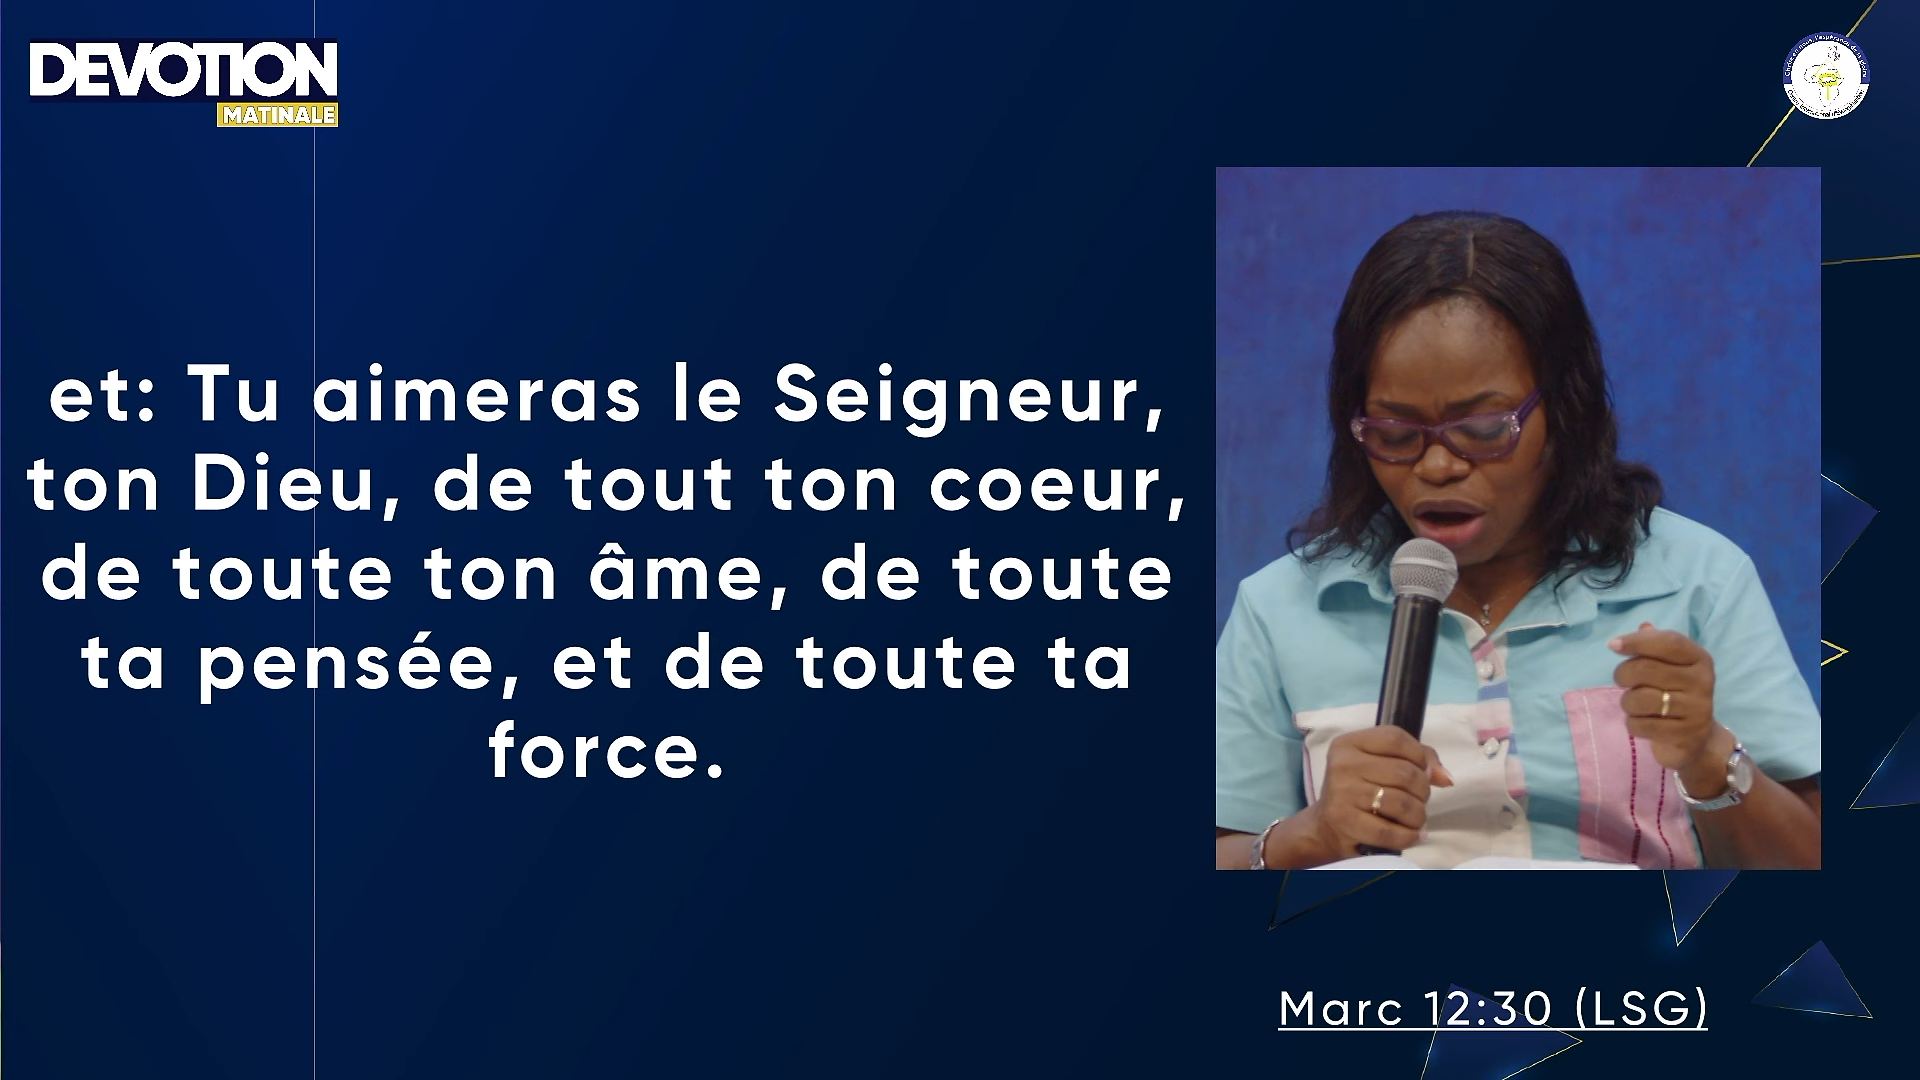 DEVOTION
MATINALE
et: Tu aimeras le Seigneur,
ton Dieu, de tout ton coeur,
de toute ton âme, de toute
ta pensée, et de toute ta
force.
Marc 12:30 (LSG)